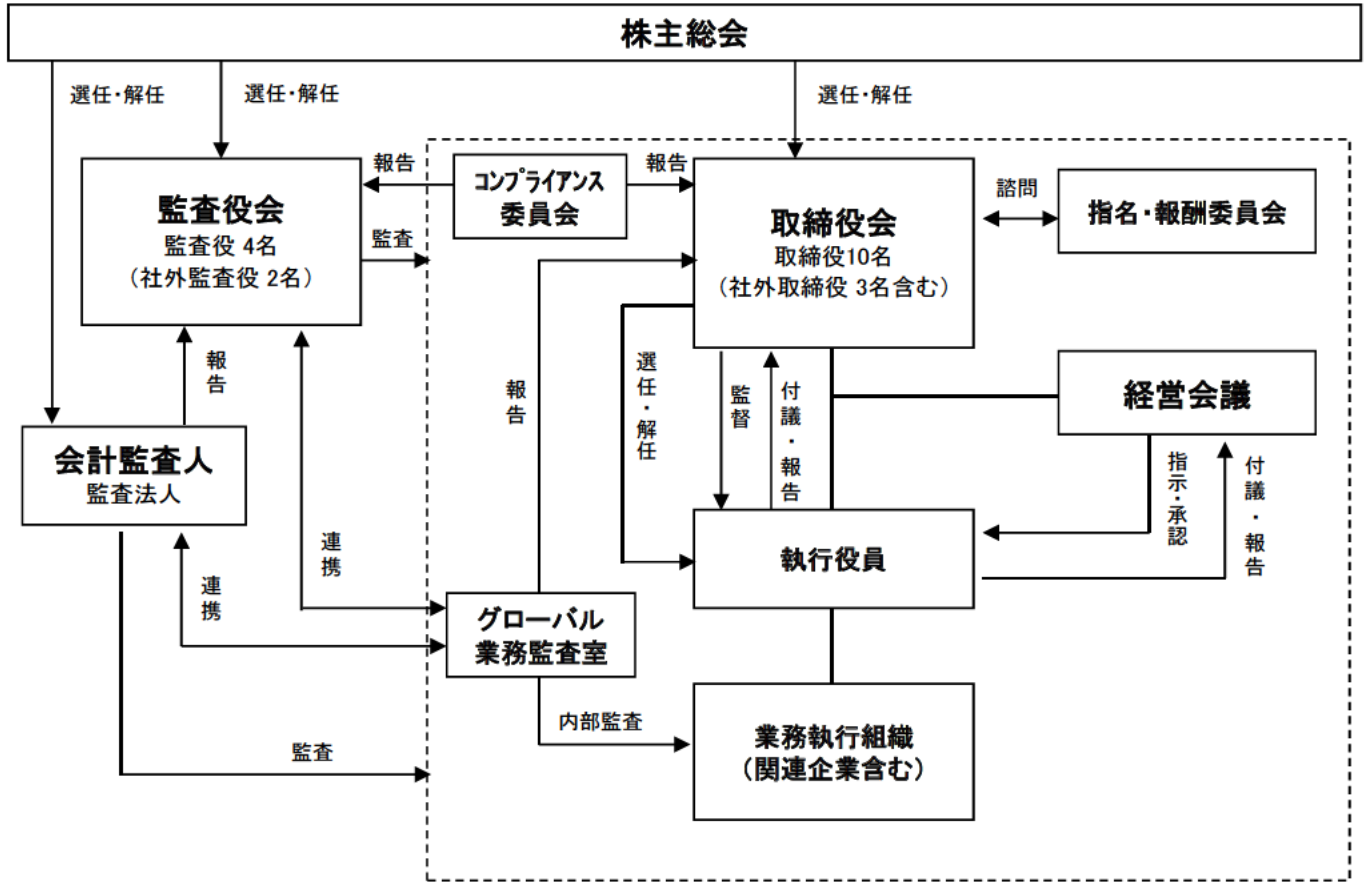 株主総会
選任・解任
選任・解任
選任・解任
監査役会
監査役 4名
（社外監査役 2名）
報告
コンプライアンス
委員会
報告
取締役会
取締役10名
（社外取締役 3名含む）
諮問
指名・報酬委員会
監査
報告
会計監査人
監査法人
報告
選任・解任
監督
付議・報告
経営会議
指示・承認
付議・報告
執行役員
連携
連携
グローバル
業務監査室
内部監査
業務執行組織
（関連企業含む）
監査